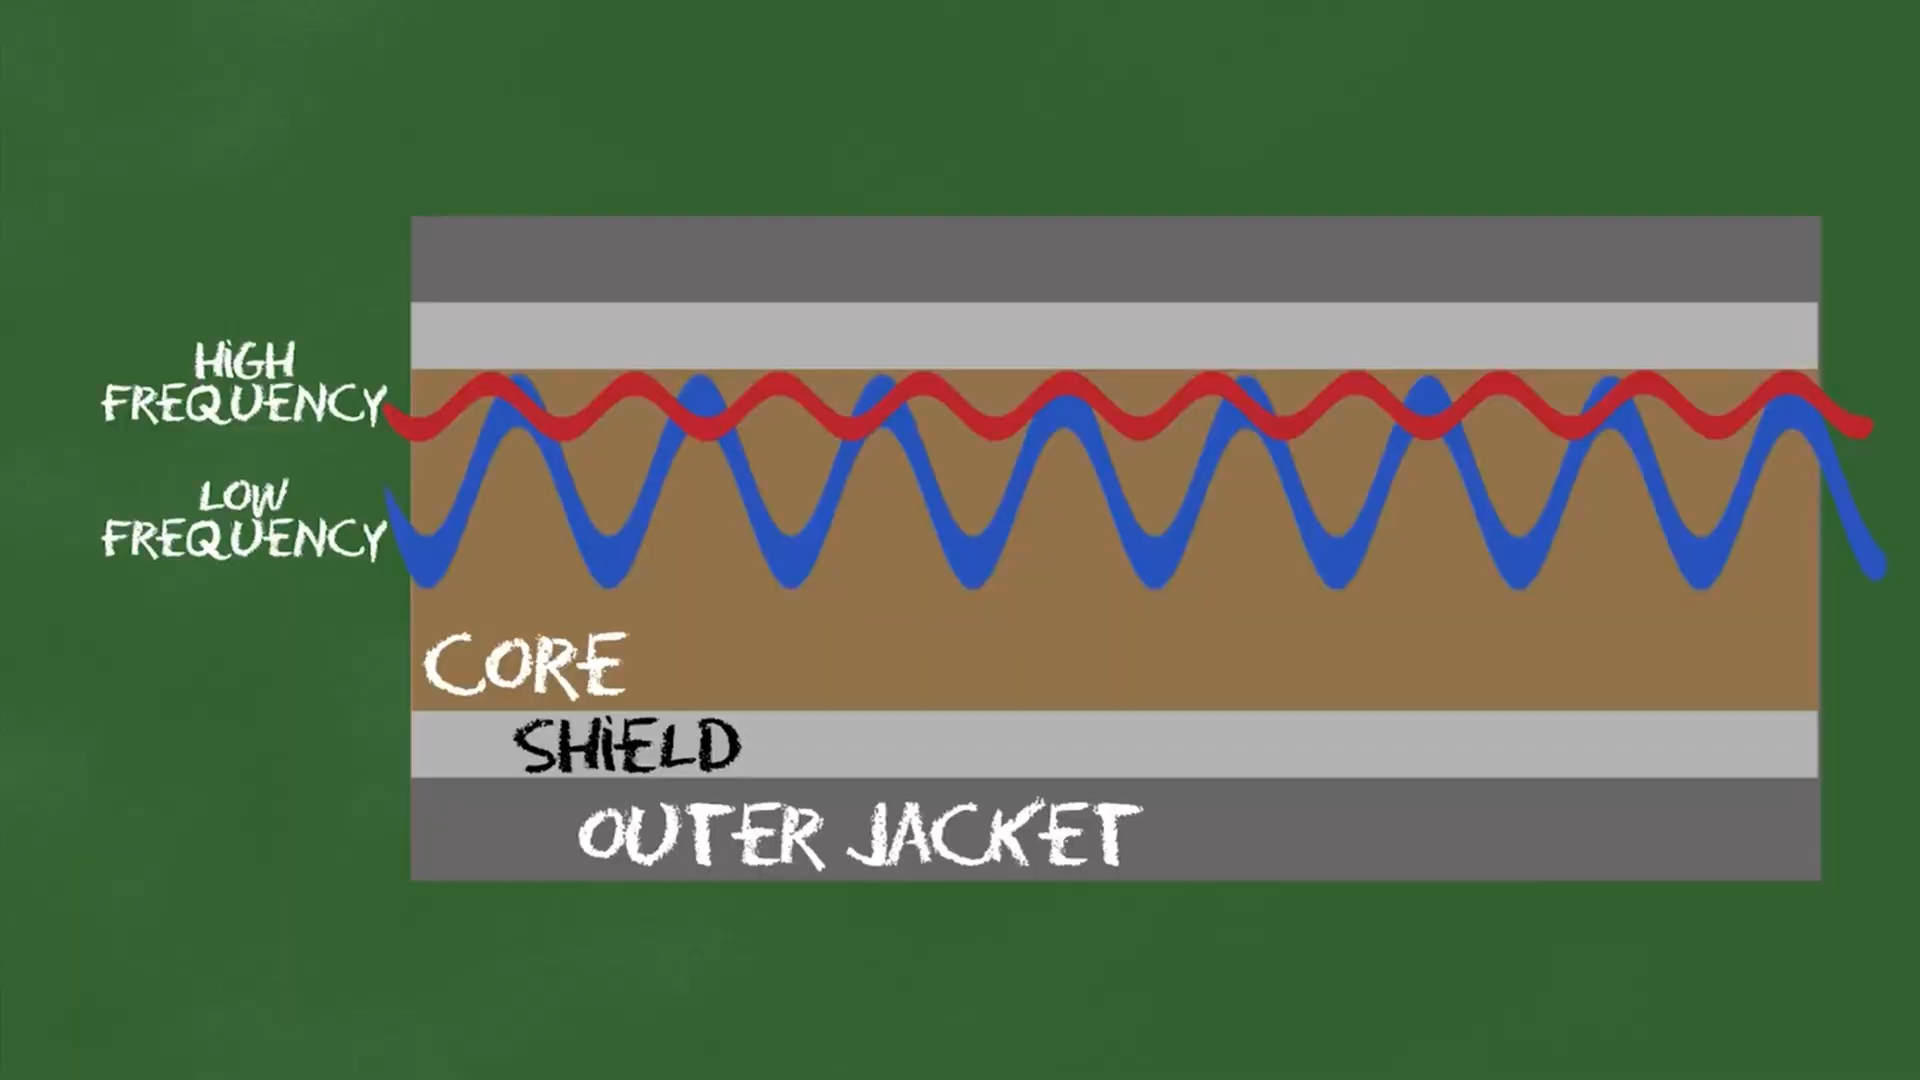 HIGH
FREQUENCY
LOW
FREQUENCY
CORE
SHIELD
OUTER JACKET